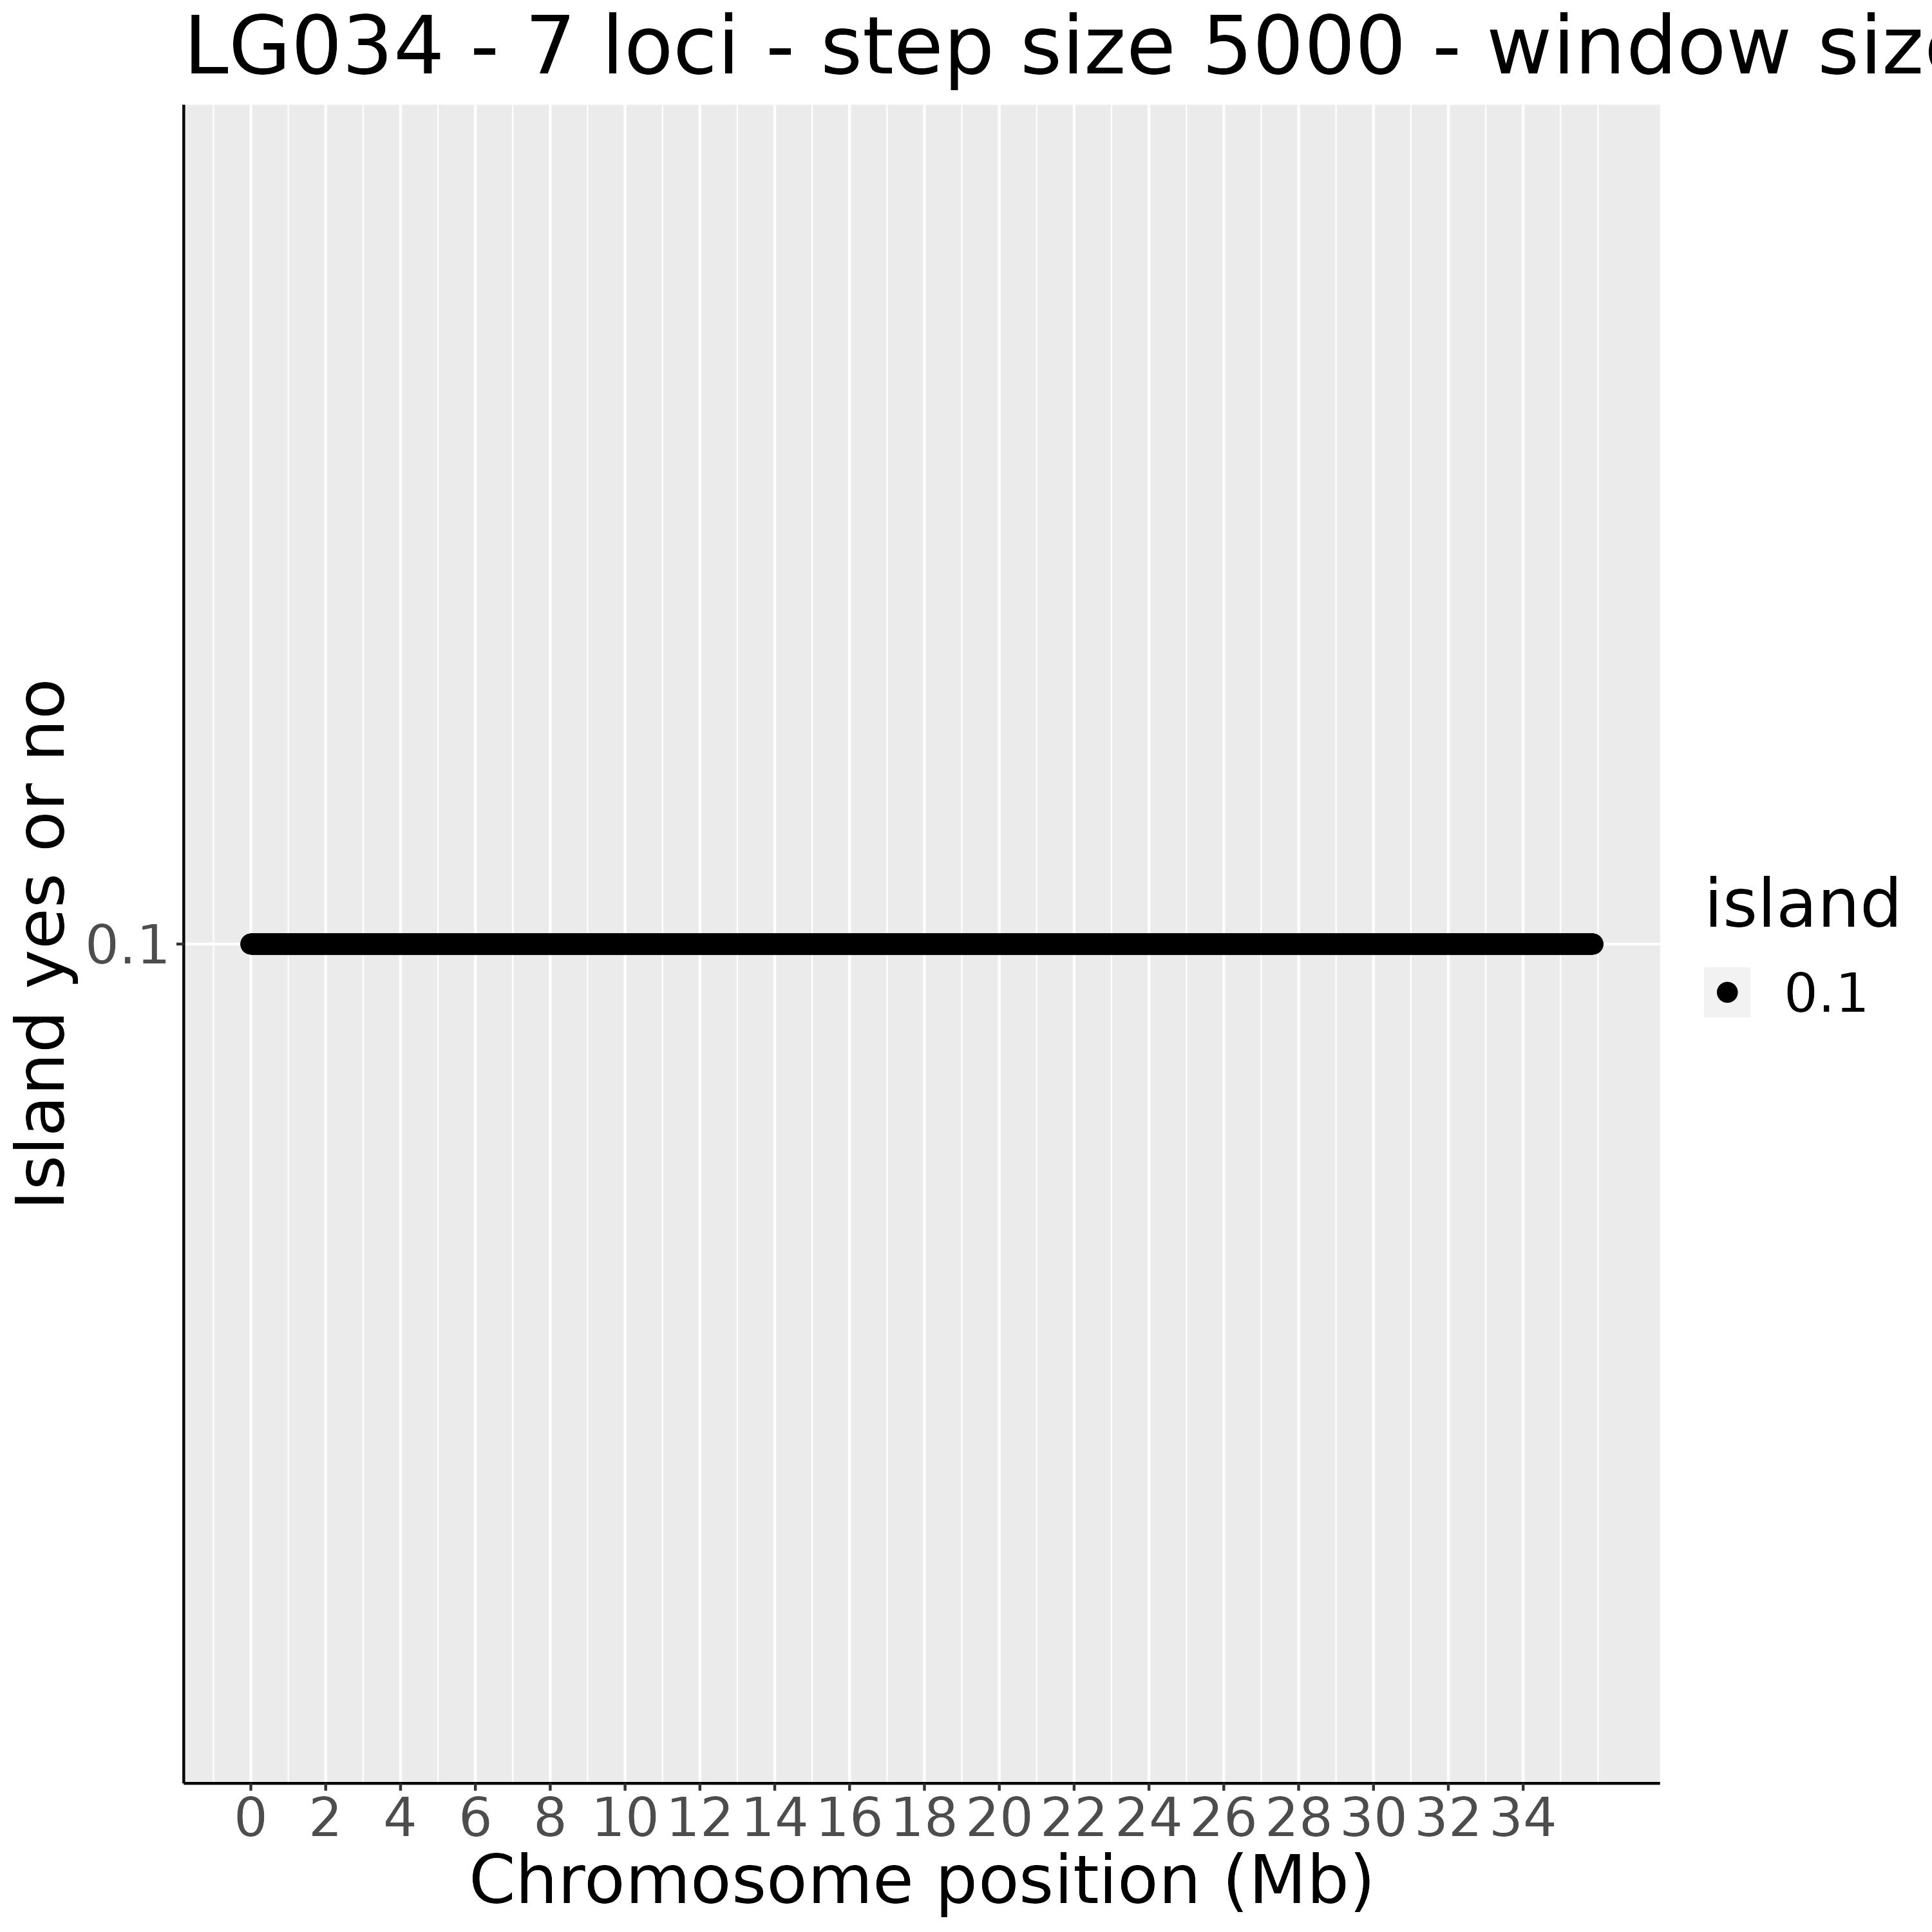 LG034 - 7 loci - step size 5000 - window size
Island yes or no
0.1
island
0.1
0 2 4 6 8 10 12 14 16 18 20 22 24 26 28 30 32 34
Chromosome position (Mb)